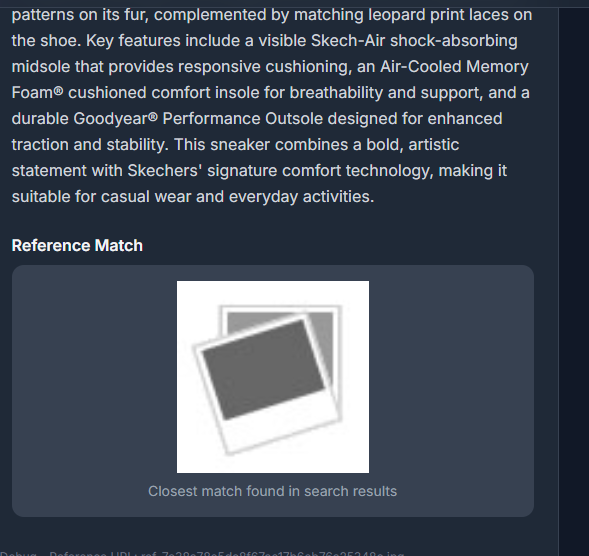 patterns on its fur, complemented by matching leopard print laces on
the shoe. Key features include a visible Skech-Air shock-absorbing
midsole that provides responsive cushioning, an Air-Cooled Memory
Foam® cushioned comfort insole for breathability and support, and a
durable Goodyear® Performance Outsole designed for enhanced
traction and stability. This sneaker combines a bold, artistic
statement with Skechers' signature comfort technology, making it
suitable for casual wear and everyday activities.
Reference Match
Closest match found in search results